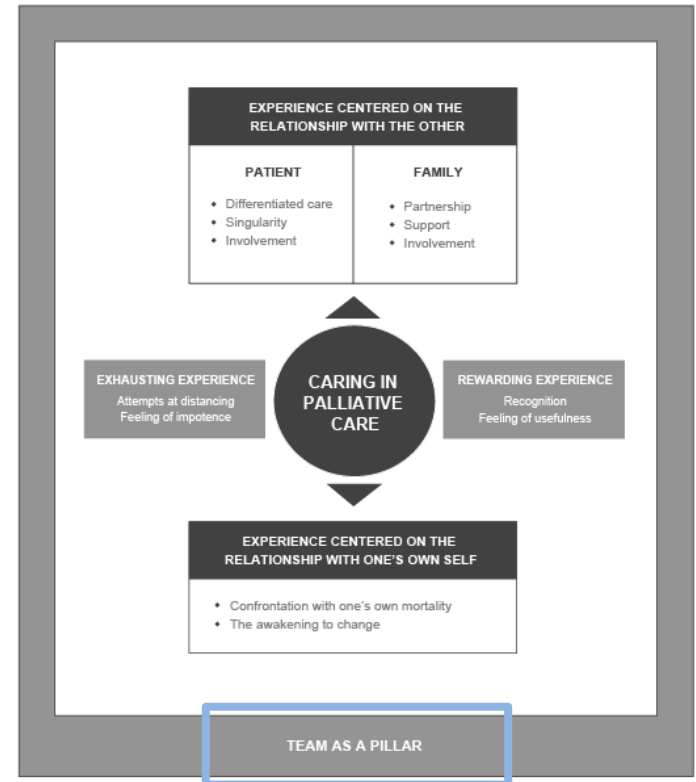 EXPERIENCE CENTERED ON THE
RELATIONSHIP WITH THE OTHER
PATIENT
• Differentiated care
• Singularity
• Involvement
FAMILY
• Partnership
• Support
• Involvement
EXHAUSTING EXPERIENCE
Attempts at distancing
Feeling of impotence
CARING IN
PALLIATIVE
CARE
REWARDING EXPERIENCE
Recognition
Feeling of usefulness
EXPERIENCE CENTERED ON THE
RELATIONSHIP WITH ONE'S OWN SELF
• Confrontation with one's own mortality
• The awakening to change
TEAM AS A PILLAR